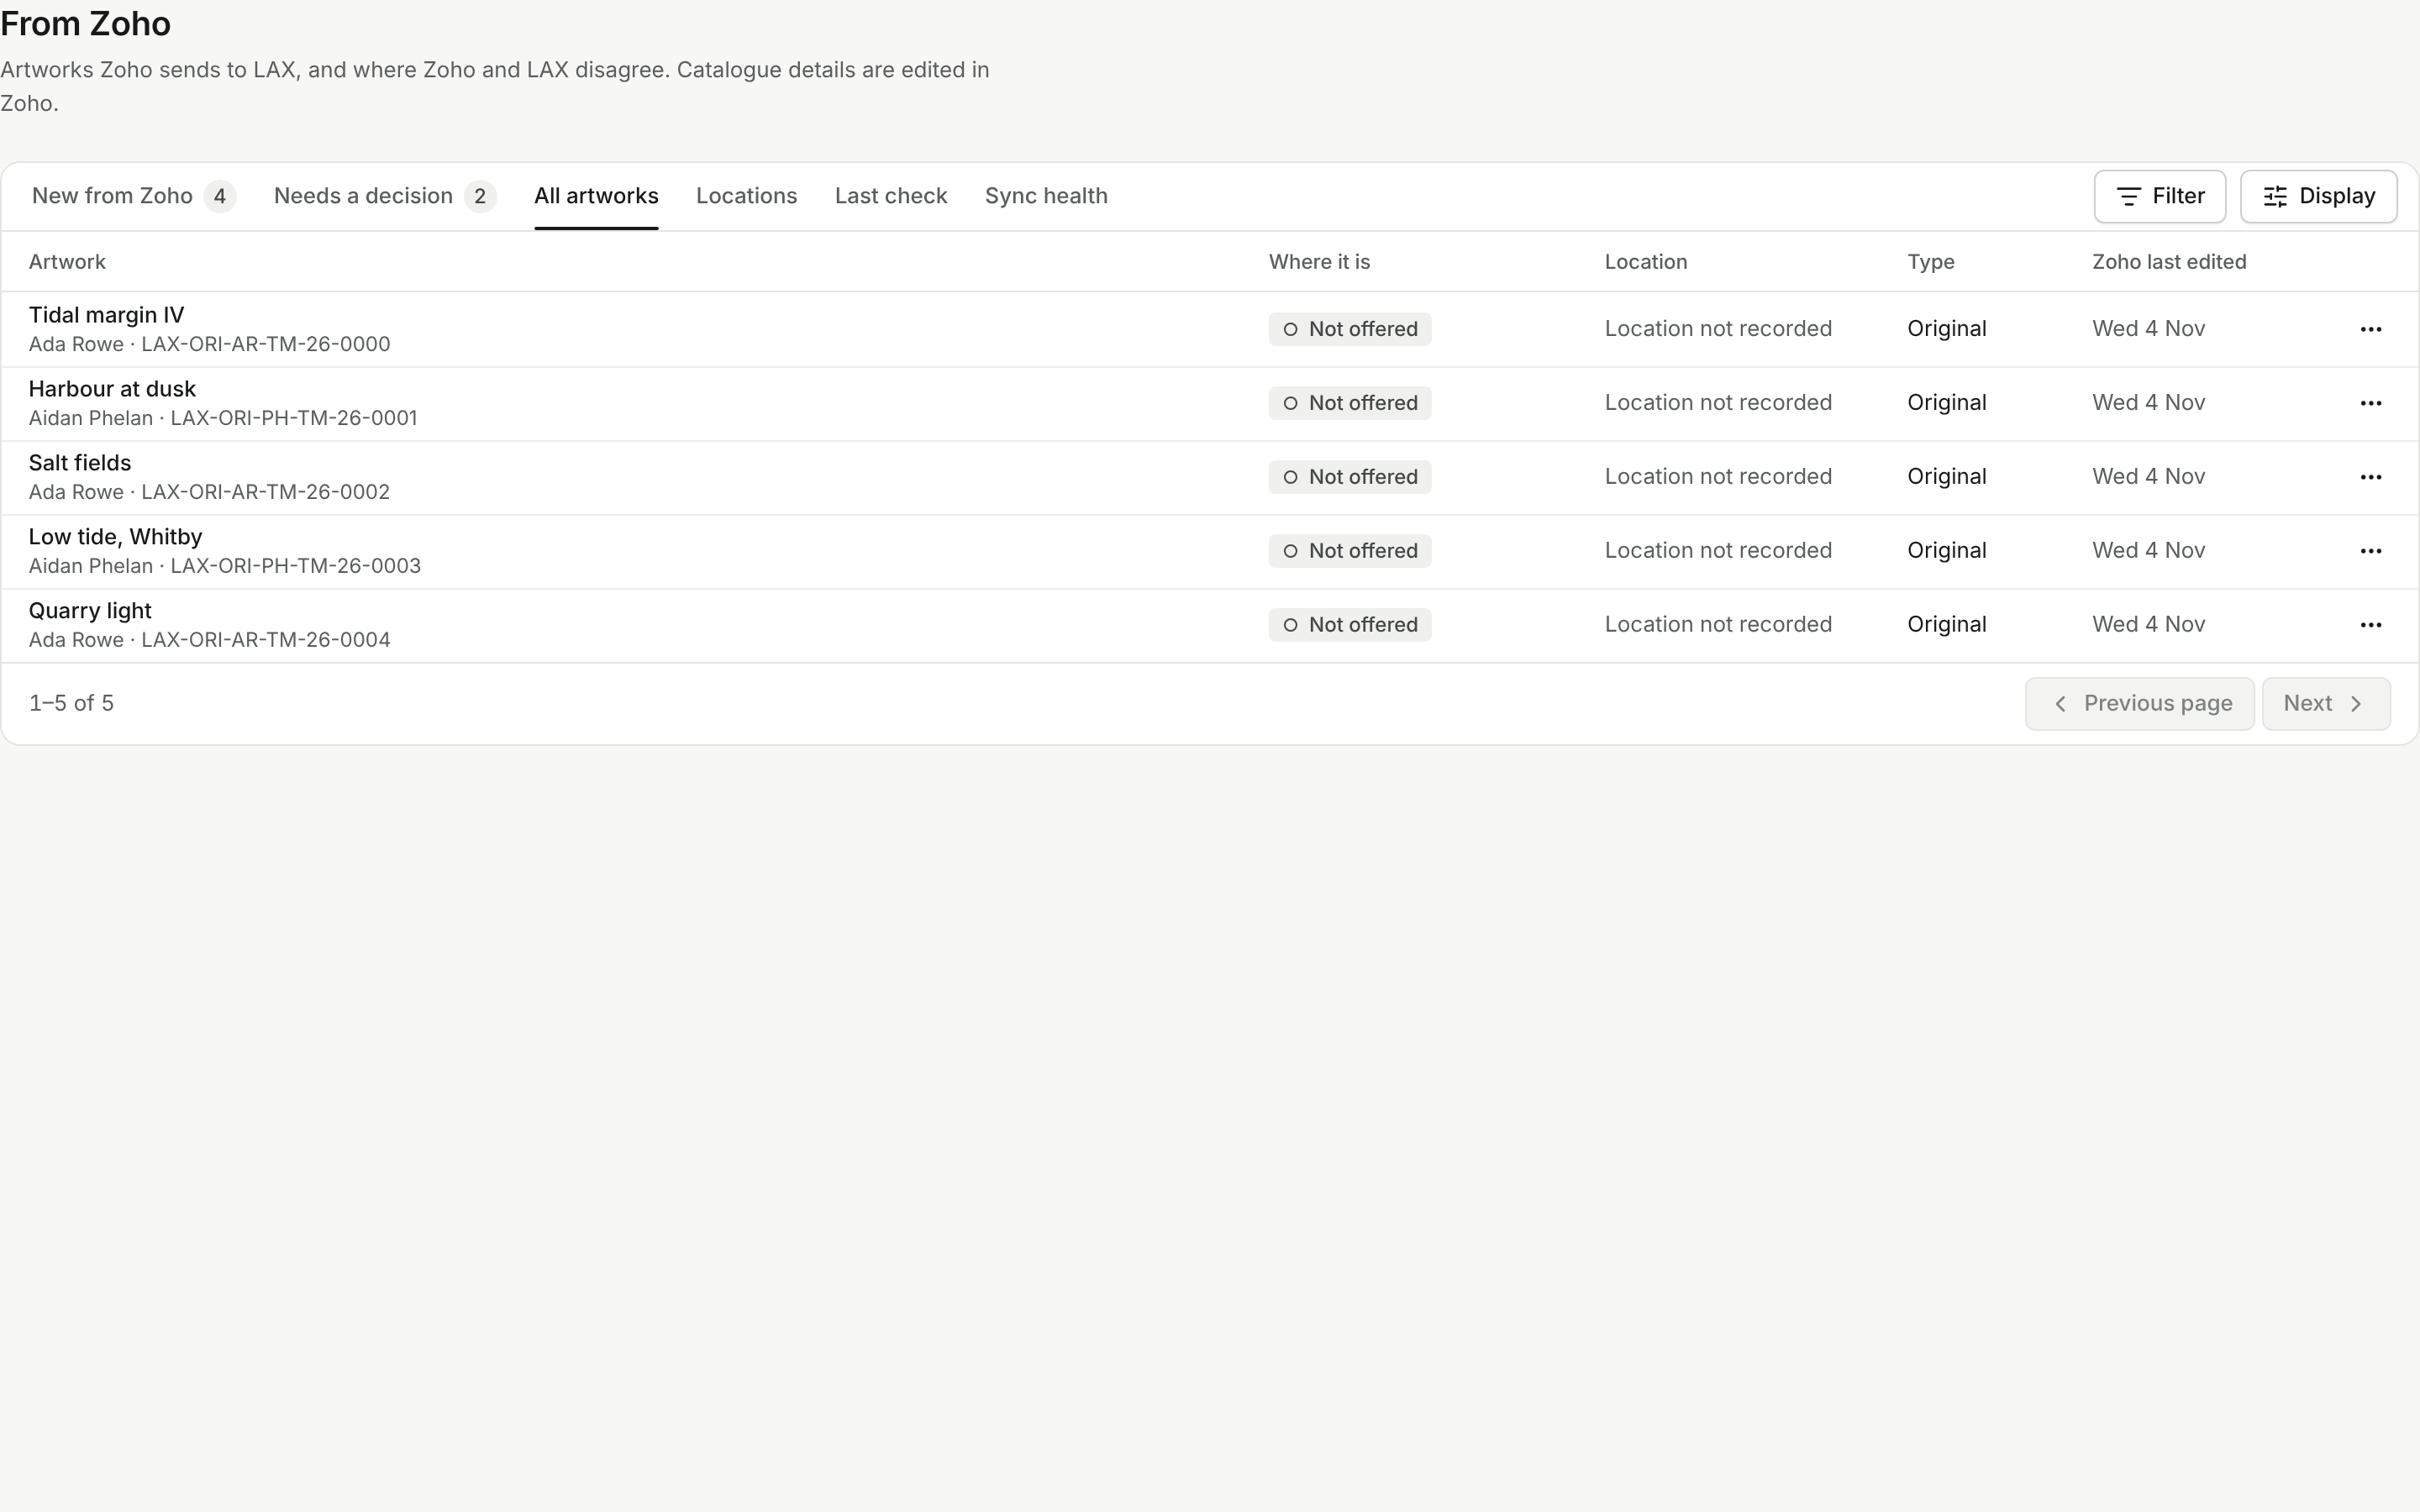 From Zoho
Artworks Zoho sends to LAX, and where Zoho and LAX disagree. Catalogue details are edited in
Zoho.
New from Zoho 4 Needs a decision 2 All artworks Locations Last check Sync health Filter Display
Artwork Where it is Location Type Zoho last edited
Tidal margin IV
Ada Rowe · LAX-ORI-AR-TM-26-0000
Not offered Location not recorded Original Wed 4 Nov
Harbour at dusk
Aidan Phelan · LAX-ORI-PH-TM-26-0001
Not offered Location not recorded Original Wed 4 Nov
Salt fields
Ada Rowe · LAX-ORI-AR-TM-26-0002
Not offered Location not recorded Original Wed 4 Nov
Low tide, Whitby
Aidan Phelan · LAX-ORI-PH-TM-26-0003
Not offered Location not recorded Original Wed 4 Nov
Quarry light
Ada Rowe · LAX-ORI-AR-TM-26-0004
Not offered Location not recorded Original Wed 4 Nov
1–5 of 5 Previous page Next